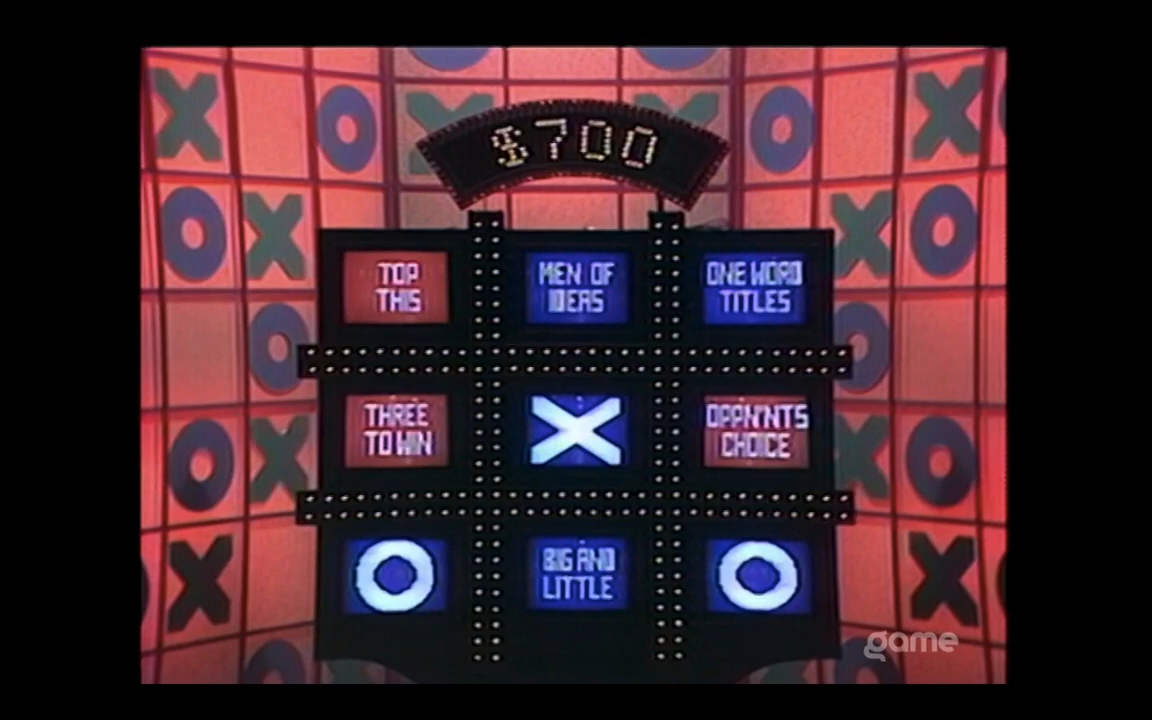 $700
TOP
THIS
MEN OF
IDEAS
ONE WORD
TITLES
THREE
TO WIN
X
OPPN'NTS
CHOICE
O
BIG AND
LITTLE
O
game